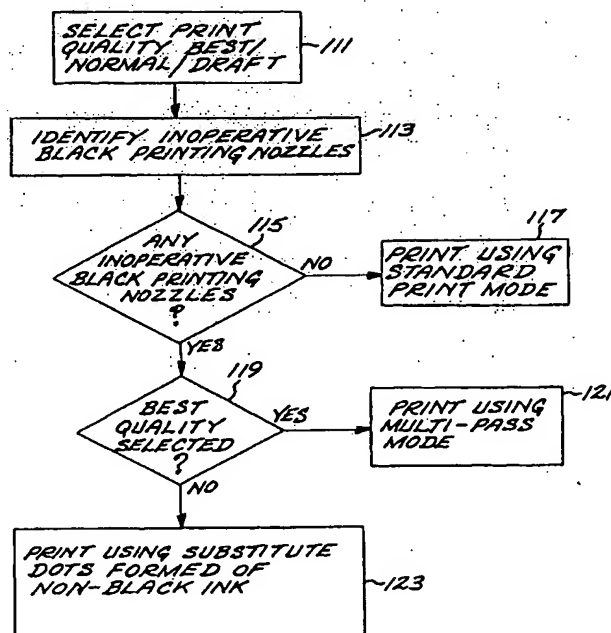 SELECT PRINT
QUALITY BEST/
NORMAL/DRAFT
111
IDENTIFY INOPERATIVE
BLACK PRINTING NOZZLES
113
115
ANY
INOPERATIVE
BLACK PRINTING
NOZZLES
?
NO
YES
117
PRINT USING
STANDARD
PRINT MODE
119
BEST
QUALITY
SELECTED
?
YES
NO
121
PRINT USING
MULTI-PASS
MODE
PRINT USING SUBSTITUTE
DOTS FORMED OF
NON-BLACK INK
123